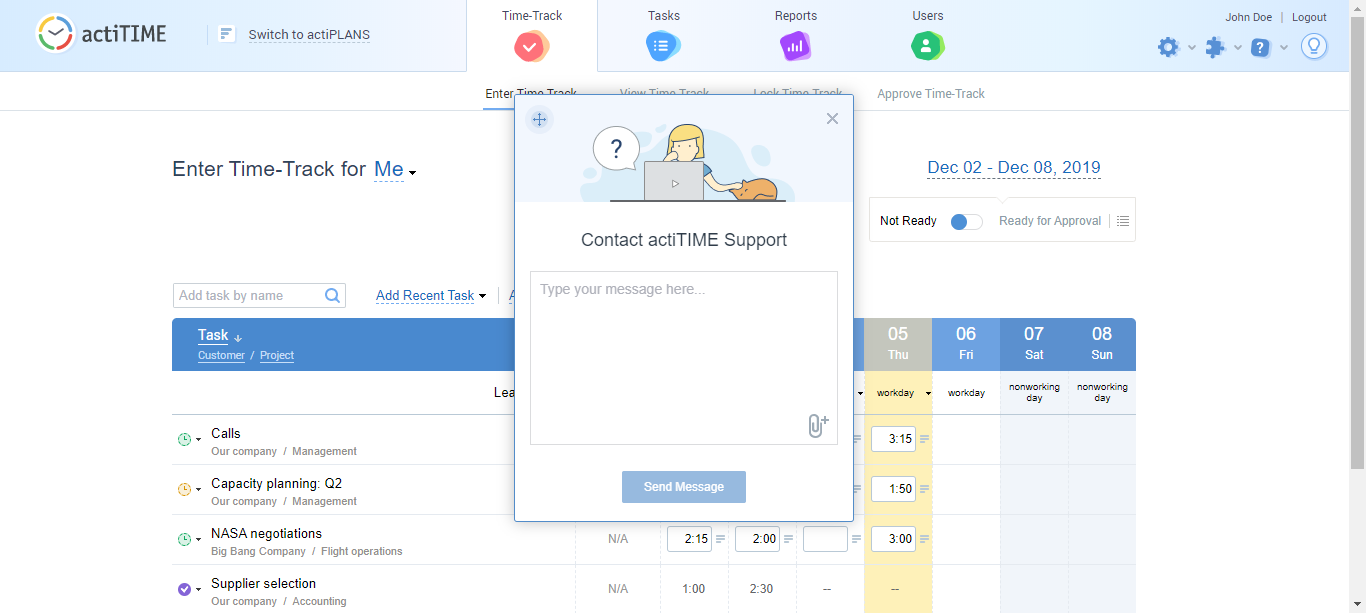 actiTIME
Switch to actiPLANS
Time-Track
Tasks
Reports
Users
John Doe | Logout
Enter Time-Track
View Time-Track
Lock Time-Track
Approve Time-Track
Enter Time-Track for Me
Dec 02 - Dec 08, 2019
Not Ready
Ready for Approval
?
Contact actiTIME Support
Type your message here...
Send Message
Add task by name
Add Recent Task
Task ↓
Customer / Project
05
Thu
06
Fri
07
Sat
08
Sun
workday
workday
nonworking
day
nonworking
day
Calls
Our company / Management
3:15
Capacity planning: Q2
Our company / Management
1:50
NASA negotiations
Big Bang Company / Flight operations
N/A
2:15
2:00
3:00
Supplier selection
Our company / Accounting
N/A
1:00
2:30
--
--